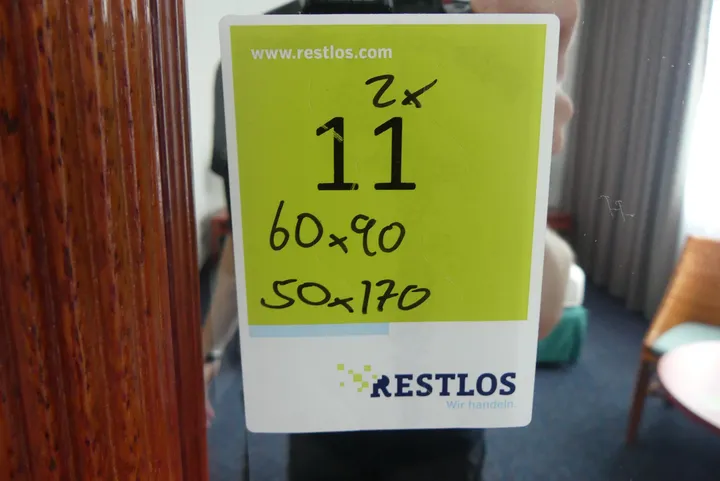 www.restlos.com
2x
11
60x90
50x170
RESTLOS
Wir handeln.